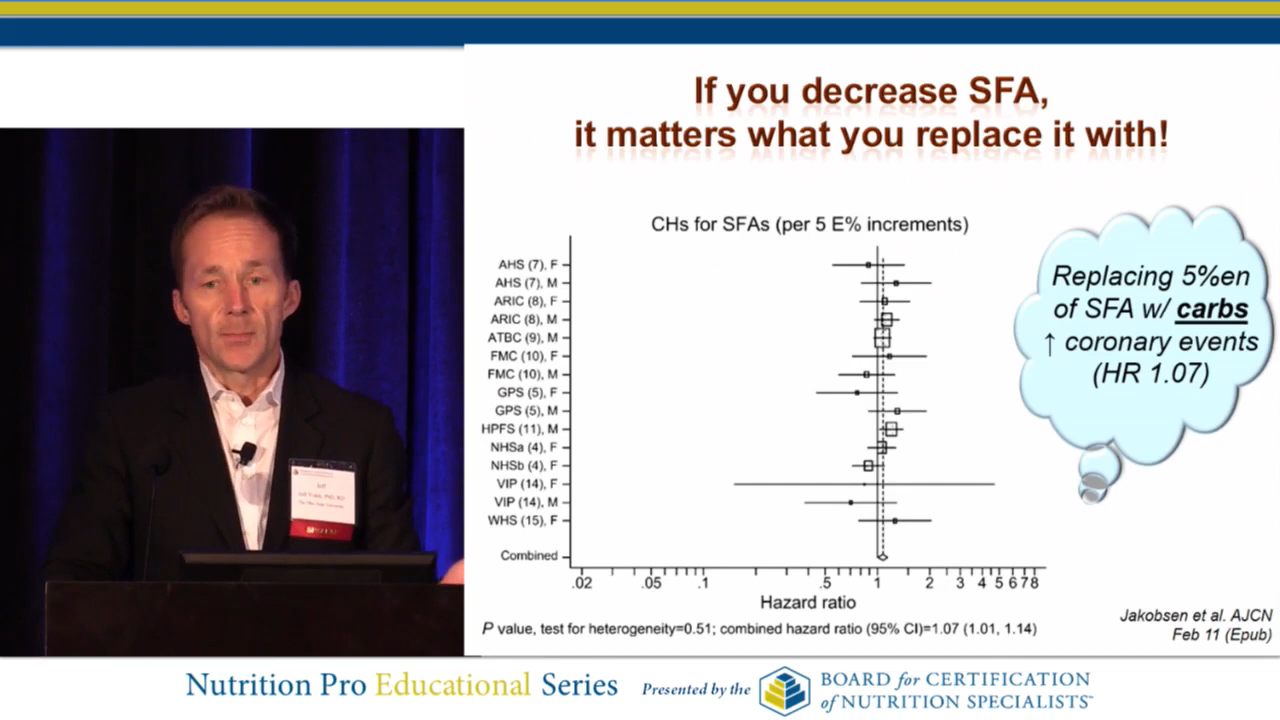 If you decrease SFA,
it matters what you replace it with!
CHs for SFAs (per 5 E% increments)
AHS (7), F
AHS (7), M
ARIC (8), F
ARIC (8), M
ATBC (9), M
FMC (10), F
FMC (10), M
GPS (5), F
GPS (5), M
HPFS (11), M
NHSa (4), F
NHSb (4), F
VIP (14), F
VIP (14), M
WHS (15), F
Combined
.02 .05 .1 .5 1 2 3 4 5 6 7 8
Hazard ratio
P value, test for heterogeneity=0.51; combined hazard ratio (95% CI)=1.07 (1.01, 1.14)
Replacing 5%en
of SFA w/ carbs
↑ coronary events
(HR 1.07)
Jakobsen et al. AJCN
Feb 11 (Epub)
Nutrition Pro Educational Series
Presented by the
BOARD for CERTIFICATION
of NUTRITION SPECIALISTS